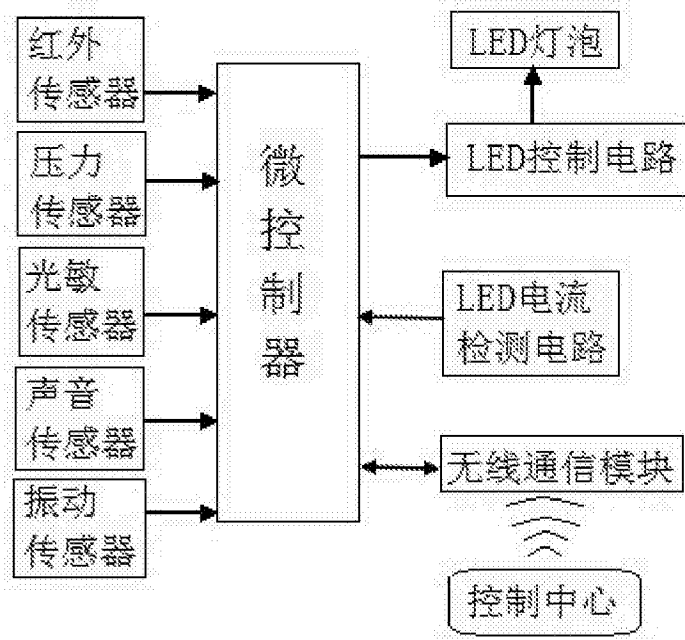 红外
传感器
压力
传感器
光敏
传感器
声音
传感器
振动
传感器
微
控
制
器
LED灯泡
LED控制电路
LED电流
检测电路
无线通信模块
控制中心